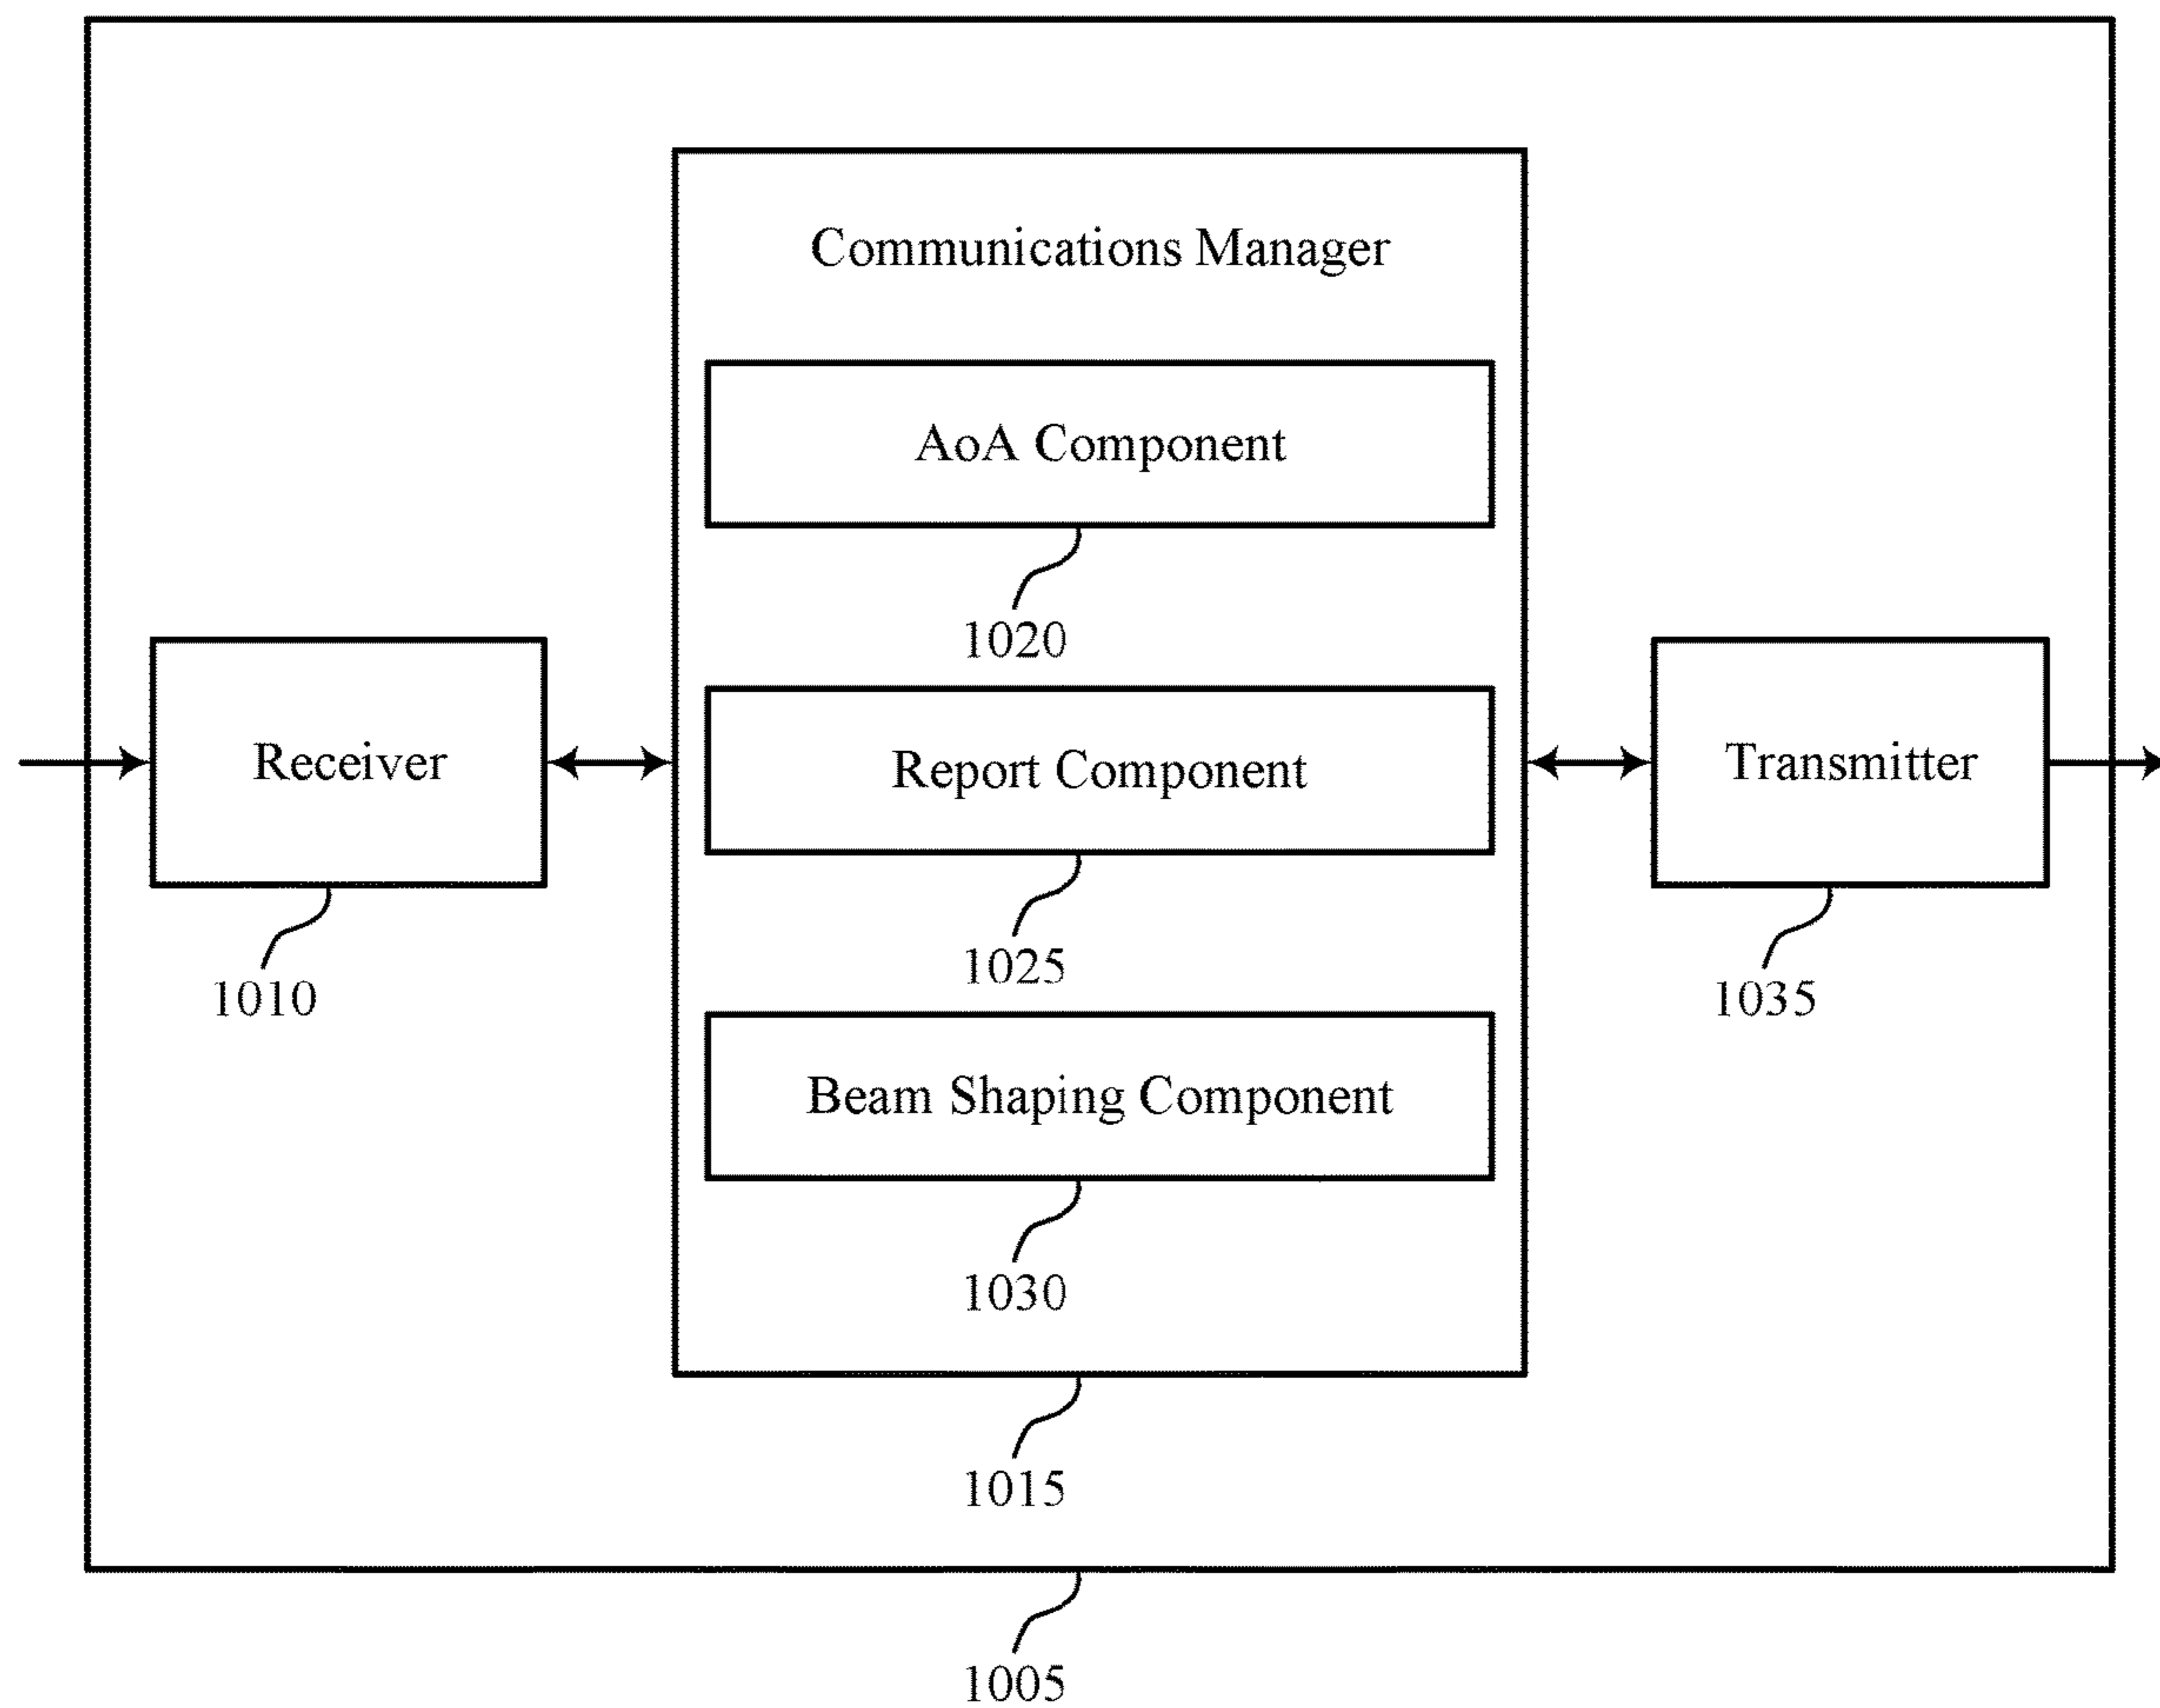 Communications Manager
AoA Component
1020
Receiver
1010
Report Component
1025
Transmitter
1035
Beam Shaping Component
1030
1015
1005